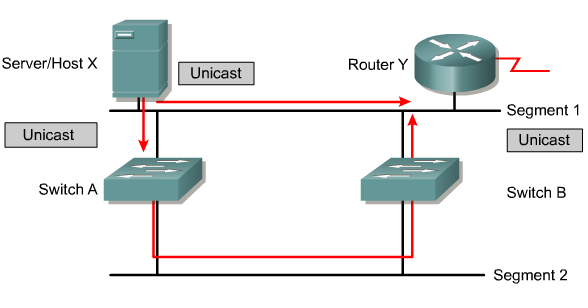 Server/Host X
Unicast
Router Y
Segment 1
Unicast
Unicast
Switch A
Switch B
Segment 2